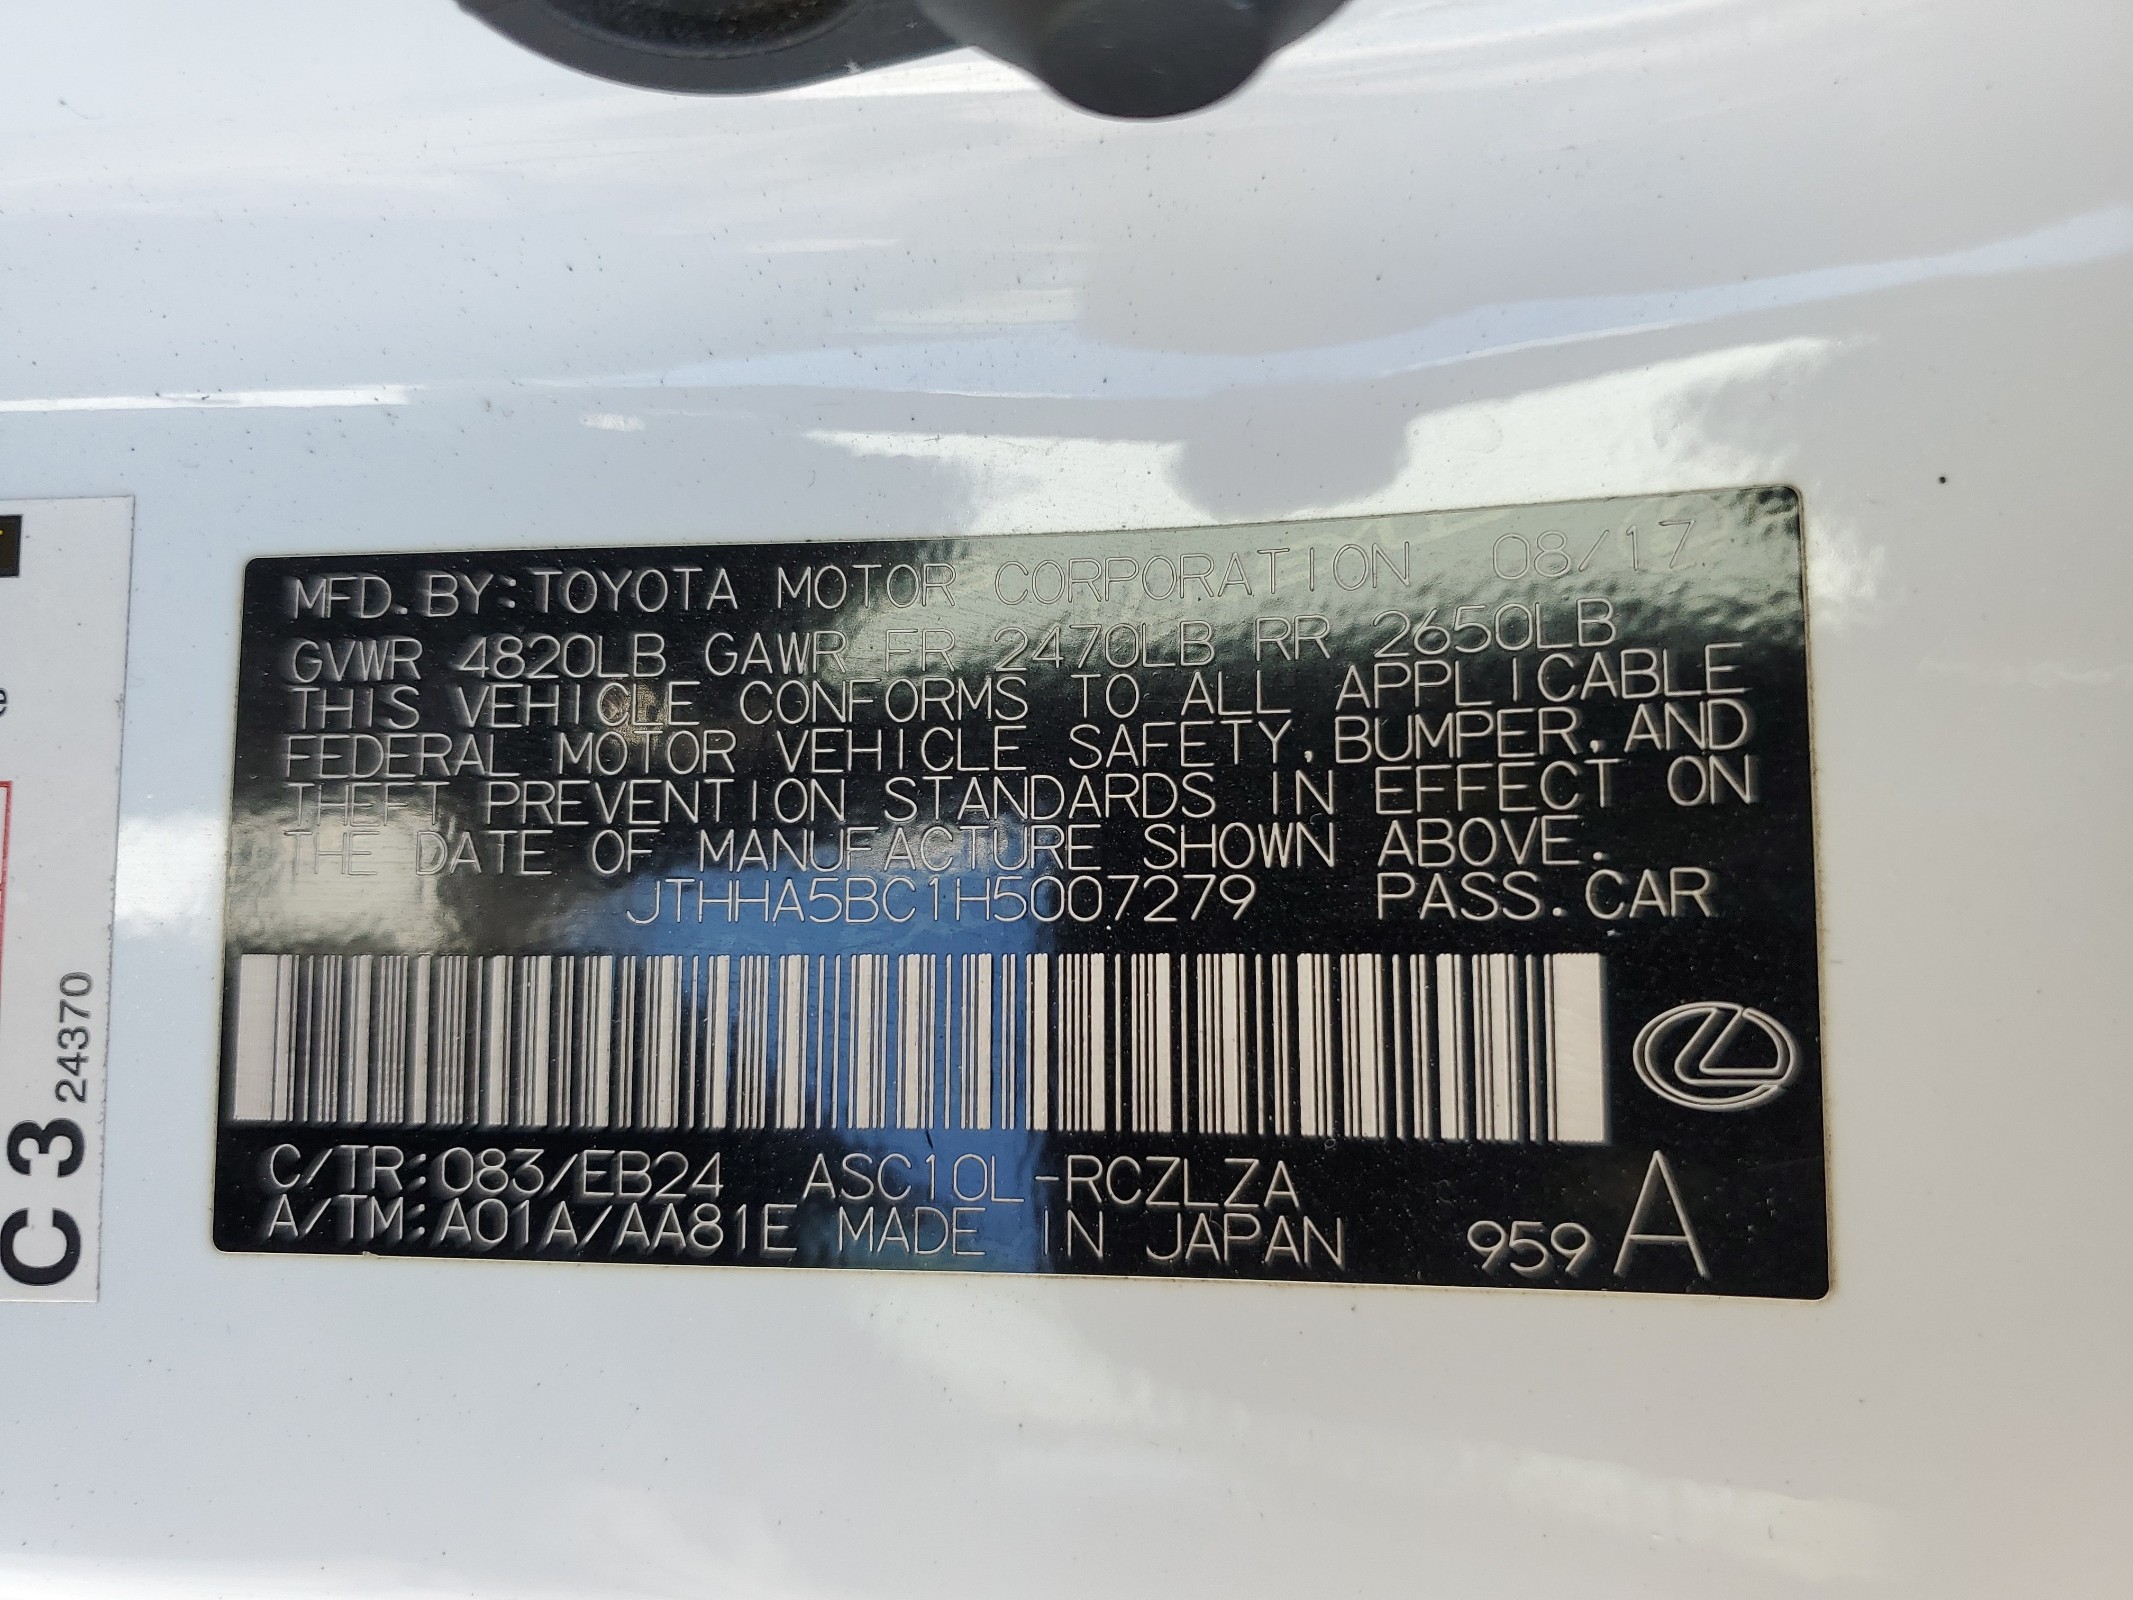 MFD. BY: TOYOTA MOTOR CORPORATION 08/17
GVWR 4820LB GAWR FR 2470LB RR 2650LB
THIS VEHICLE CONFORMS TO ALL APPLICABLE
FEDERAL MOTOR VEHICLE SAFETY, BUMPER, AND
THEFT PREVENTION STANDARDS IN EFFECT ON
THE DATE OF MANUFACTURE SHOWN ABOVE.
JTHHA5BC1H5007279 PASS. CAR
C/TR: 083/EB24 ASC10L-RCZLZA
A/TM: A01A/AA81E MADE IN JAPAN 959 A
C 3 24370